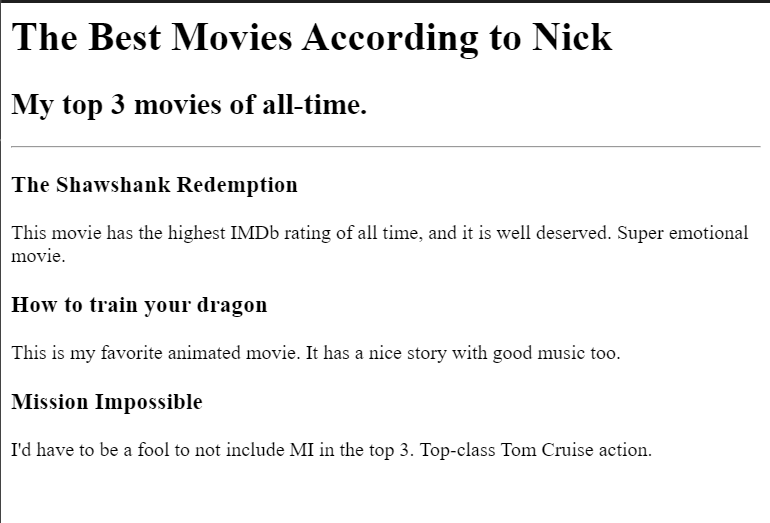 The Best Movies According to Nick
My top 3 movies of all-time.
The Shawshank Redemption
This movie has the highest IMDb rating of all time, and it is well deserved. Super emotional
movie.
How to train your dragon
This is my favorite animated movie. It has a nice story with good music too.
Mission Impossible
I'd have to be a fool to not include MI in the top 3. Top-class Tom Cruise action.